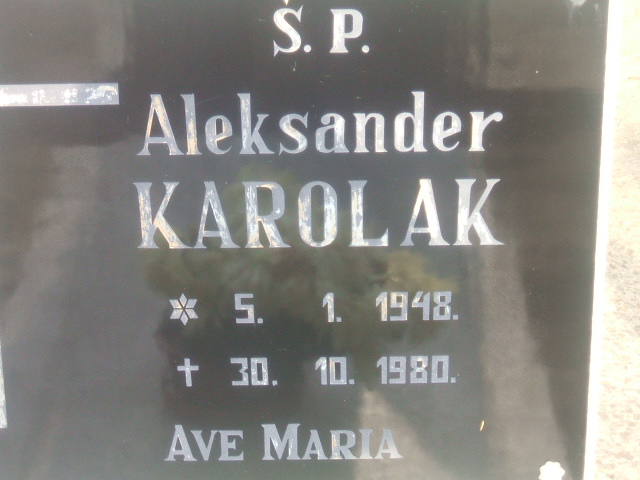 Ś. P.
Aleksander
KAROLAK
* 5. 1. 1948.
† 30. 10. 1980.
AVE MARIA